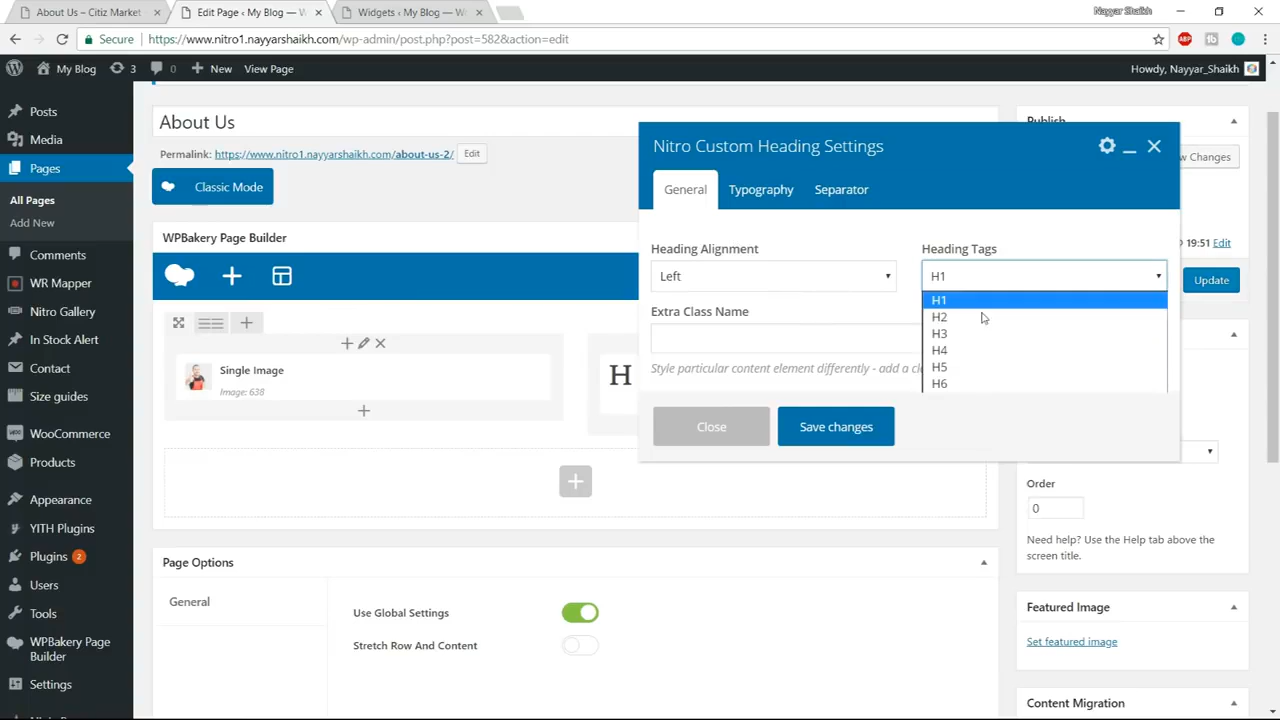 About Us – Citiz Market
Edit Page ‹ My Blog — W
Widgets ‹ My Blog — Wo
Nayyar Shaikh
Secure
https://www.nitro1.nayyarshaikh.com/wp-admin/post.php?post=582&action=edit
ABP
My Blog
3
0
New
View Page
Howdy, Nayyar_Shaikh
Posts
Media
Pages
All Pages
Add New
Comments
WR Mapper
Nitro Gallery
In Stock Alert
Contact
Size guides
WooCommerce
Products
Appearance
YITH Plugins
Plugins 2
Users
Tools
WPBakery Page
Builder
Settings
About Us
Permalink: https://www.nitro1.nayyarshaikh.com/about-us-2/
Edit
Classic Mode
WPBakery Page Builder
Single Image
Image: 638
H
Page Options
General
Use Global Settings
Stretch Row And Content
Nitro Custom Heading Settings
General
Typography
Separator
Heading Alignment
Left
Heading Tags
H1
H1
H2
H3
H4
H5
H6
Extra Class Name
Style particular content element differently - add a cl
Close
Save changes
Publish
w Changes
19:51 Edit
Update
Order
0
Need help? Use the Help tab above the
screen title.
Featured Image
Set featured image
Content Migration